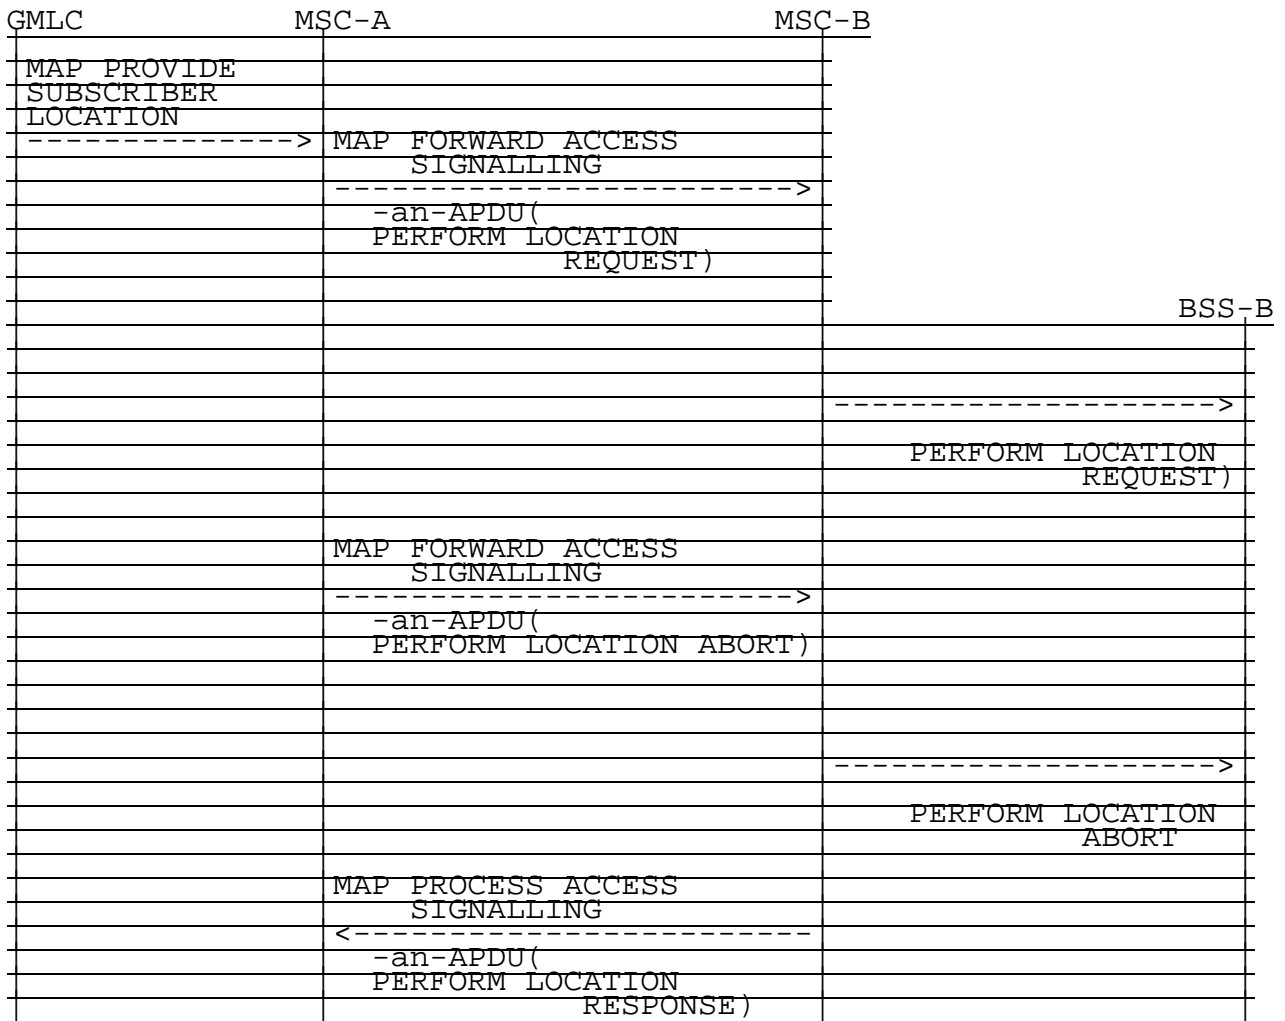 GMLC MSC-A MSC-B
MAP PROVIDE
SUBSCRIBER
LOCATION
--------------> MAP FORWARD ACCESS
SIGNALLING
------------------------>
-an-APDU(
PERFORM LOCATION
REQUEST)
BSS-B
-------------------->
PERFORM LOCATION
REQUEST)
MAP FORWARD ACCESS
SIGNALLING
------------------------>
-an-APDU(
PERFORM LOCATION ABORT)
-------------------->
PERFORM LOCATION
ABORT
MAP PROCESS ACCESS
SIGNALLING
<------------------------
-an-APDU(
PERFORM LOCATION
RESPONSE)